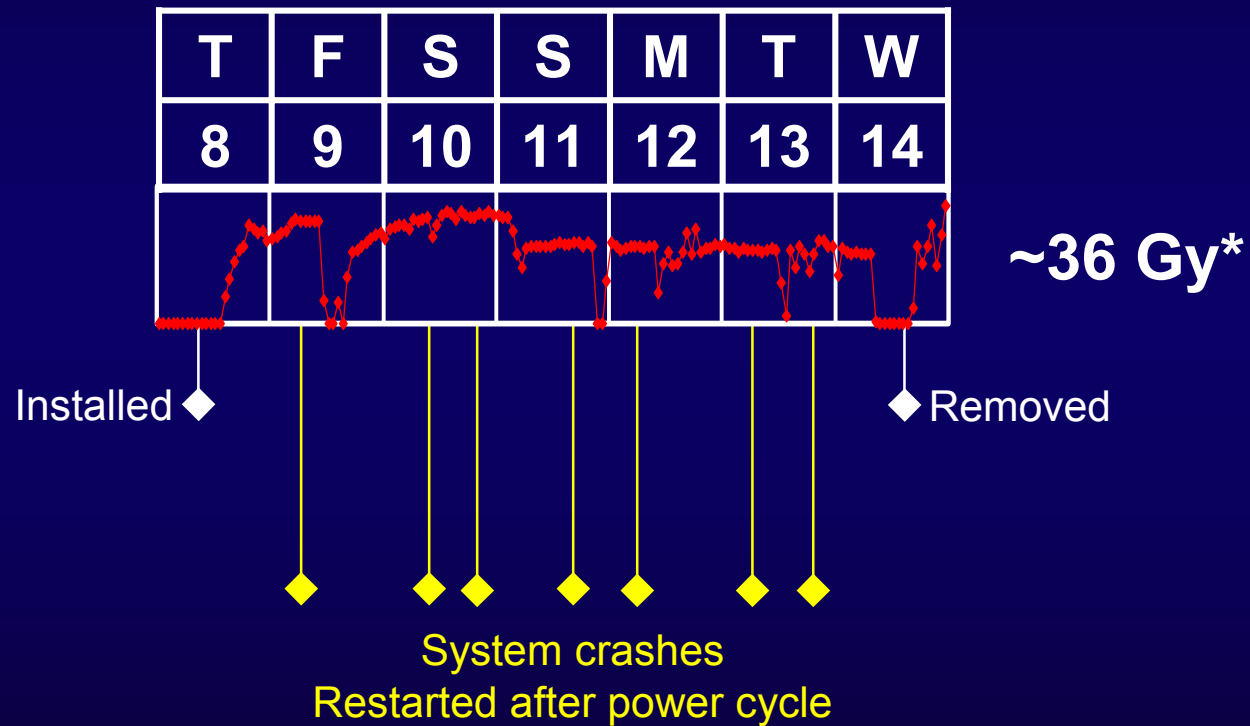 T F S S M T W
8 9 10 11 12 13 14
~36 Gy*
Installed
Removed
System crashes
Restarted after power cycle